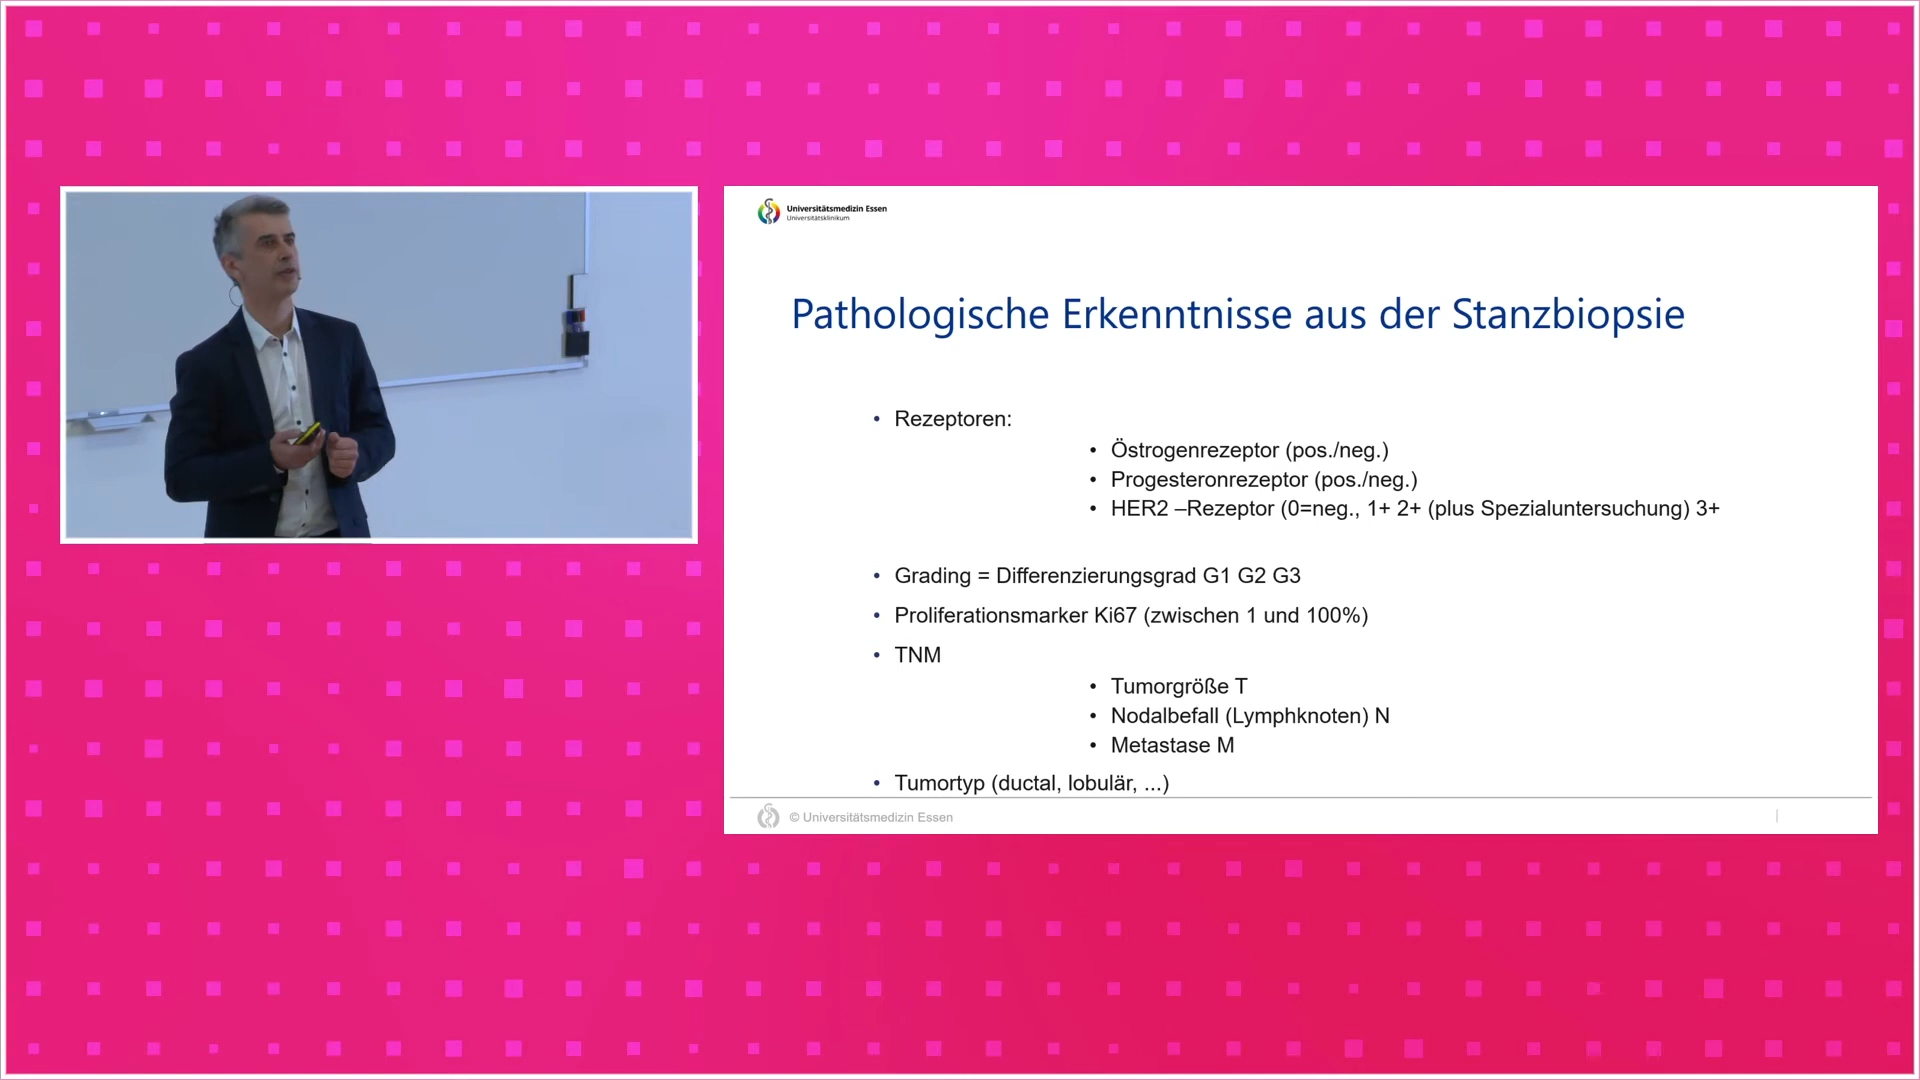 Universitätsmedizin Essen
Universitätsklinikum
Pathologische Erkenntnisse aus der Stanzbiopsie
• Rezeptoren:
• Östrogenrezeptor (pos./neg.)
• Progesteronrezeptor (pos./neg.)
• HER2 –Rezeptor (0=neg., 1+ 2+ (plus Spezialuntersuchung) 3+
• Grading = Differenzierungsgrad G1 G2 G3
• Proliferationsmarker Ki67 (zwischen 1 und 100%)
• TNM
• Tumorgröße T
• Nodalbefall (Lymphknoten) N
• Metastase M
• Tumortyp (ductal, lobulär, ...)
© Universitätsmedizin Essen